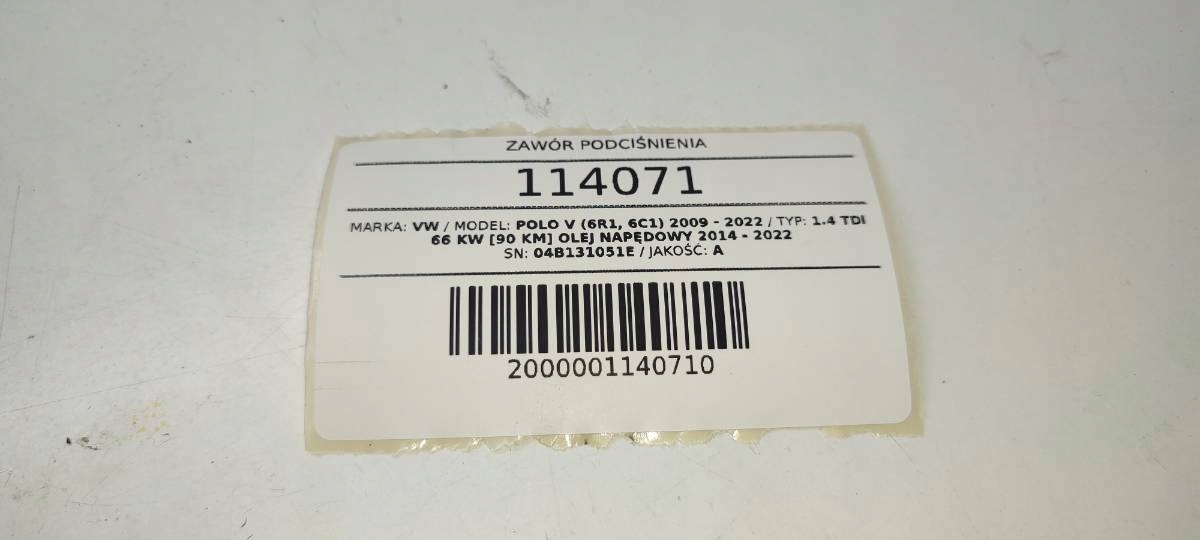 ZAWÓR PODCIŚNIENIA
114071
MARKA: VW / MODEL: POLO V (6R1, 6C1) 2009 - 2022 / TYP: 1.4 TDI
66 KW [90 KM] OLEJ NAPĘDOWY 2014 - 2022
SN: 04B131051E / JAKOŚĆ: A
2000001140710